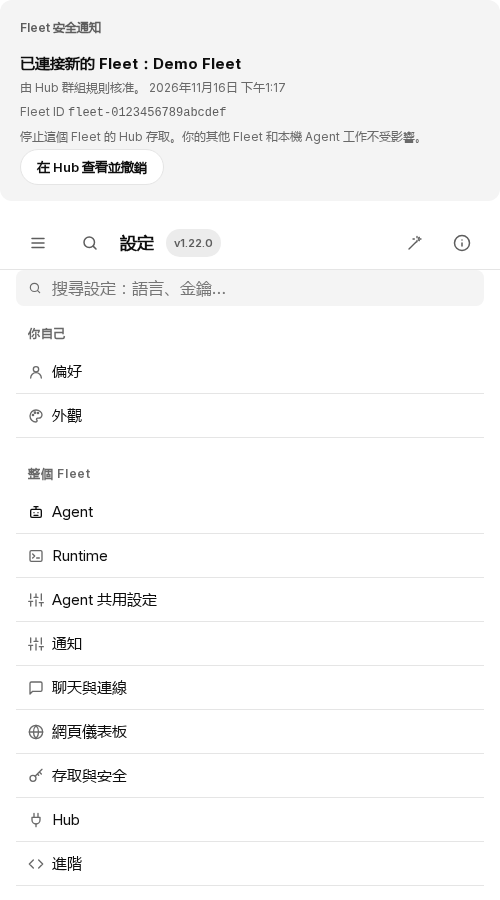 Fleet 安全通知
已連接新的 Fleet：Demo Fleet
由 Hub 群組規則核准。 2026年11月16日 下午1:17
Fleet ID fleet-0123456789abcdef
停止這個 Fleet 的 Hub 存取。你的其他 Fleet 和本機 Agent 工作不受影響。
在 Hub 查看並撤銷
設定 v1.22.0
搜尋設定：語言、金鑰…
你自己
偏好
外觀
整個 Fleet
Agent
Runtime
Agent 共用設定
通知
聊天與連線
網頁儀表板
存取與安全
Hub
進階